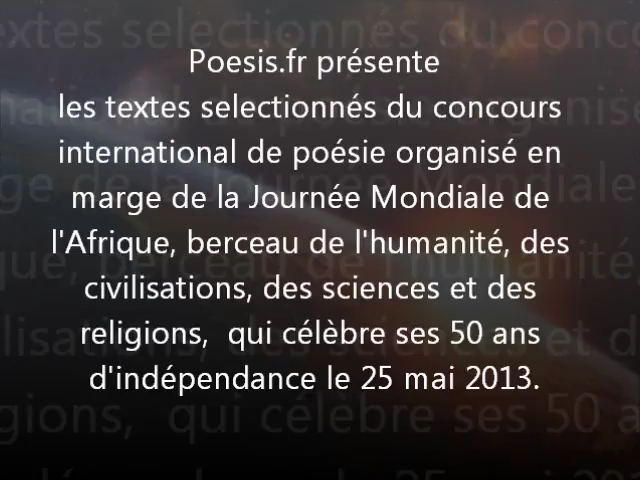 Poesis.fr présente
les textes selectionnés du concours
international de poésie organisé en
marge de la Journée Mondiale de
l'Afrique, berceau de l'humanité, des
civilisations, des sciences et des
religions,  qui célèbre ses 50 ans
d'indépendance le 25 mai 2013.